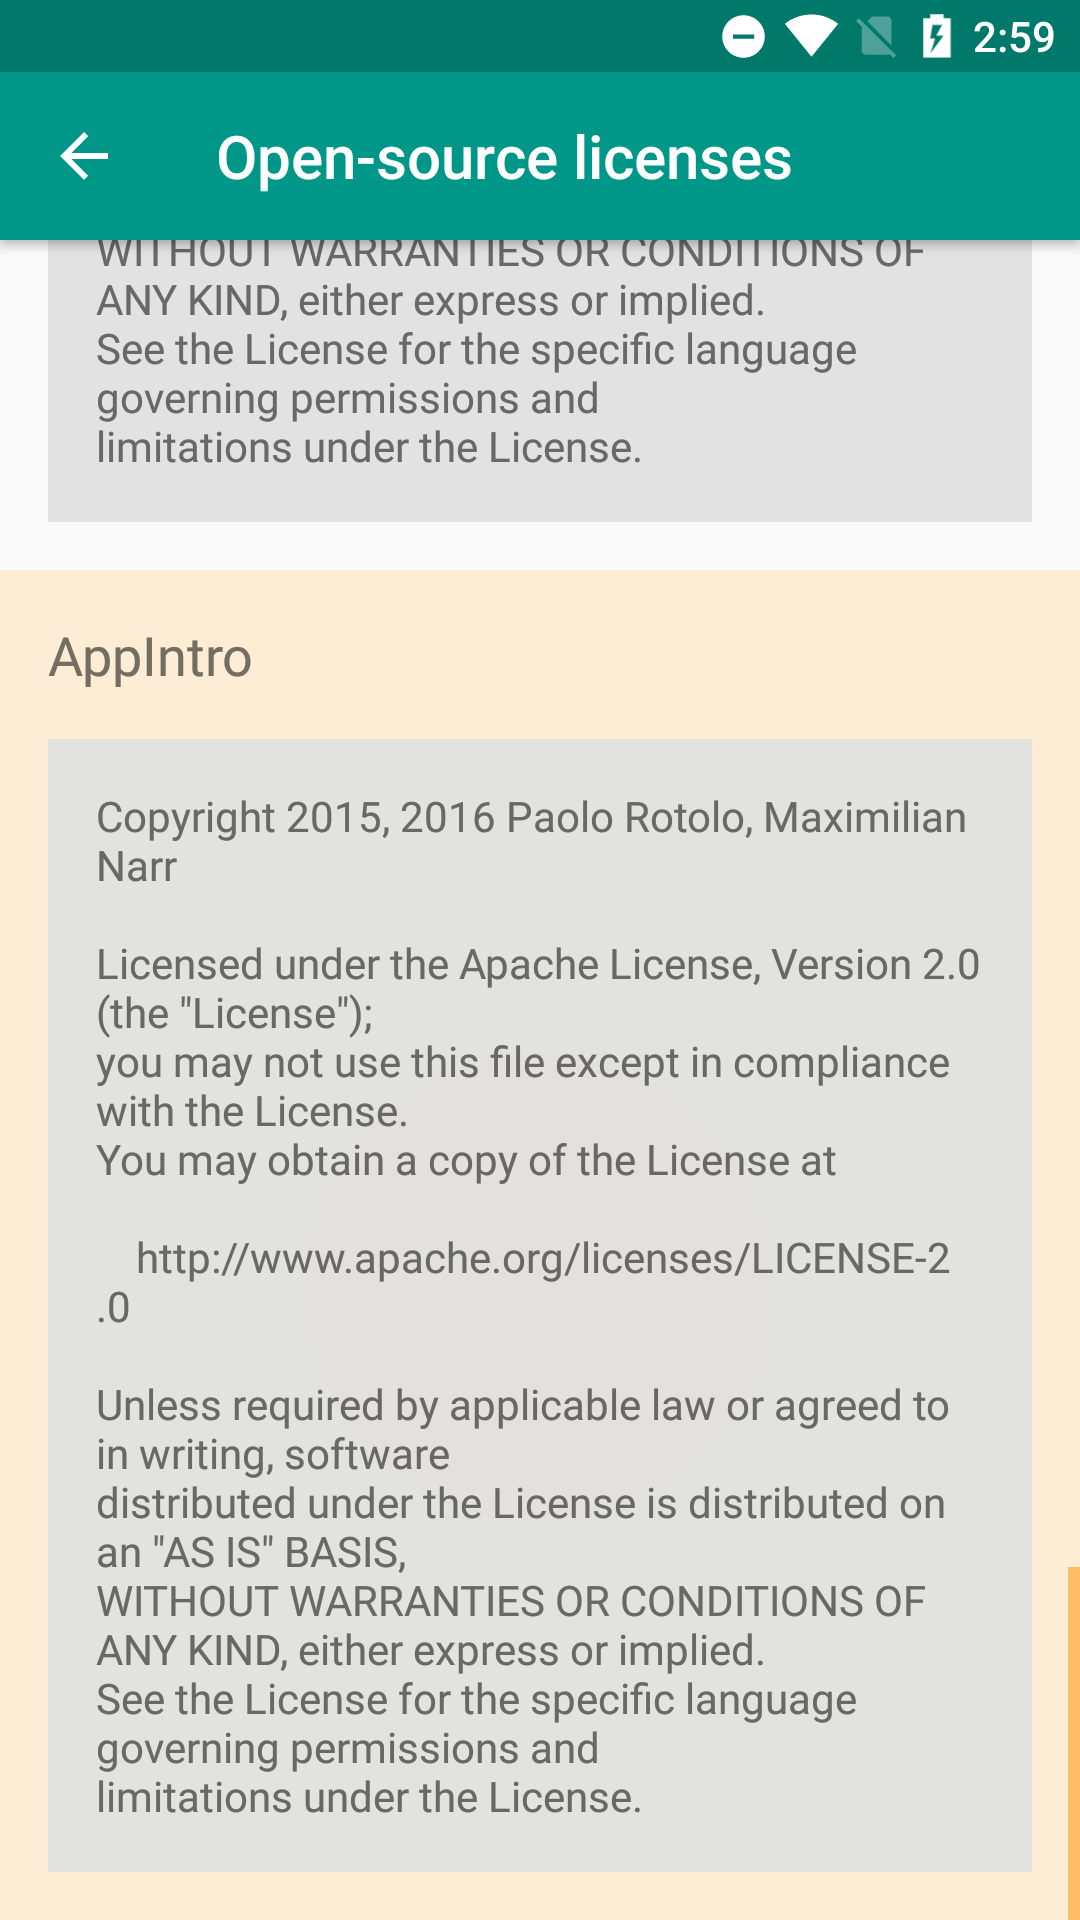 2:59
Open-source licenses
WITHOUT WARRANTIES OR CONDITIONS OF
ANY KIND, either express or implied.
See the License for the specific language
governing permissions and
limitations under the License.
AppIntro
Copyright 2015, 2016 Paolo Rotolo, Maximilian
Narr
Licensed under the Apache License, Version 2.0
(the "License");
you may not use this file except in compliance
with the License.
You may obtain a copy of the License at
http://www.apache.org/licenses/LICENSE-2
.0
Unless required by applicable law or agreed to
in writing, software
distributed under the License is distributed on
an "AS IS" BASIS,
WITHOUT WARRANTIES OR CONDITIONS OF
ANY KIND, either express or implied.
See the License for the specific language
governing permissions and
limitations under the License.